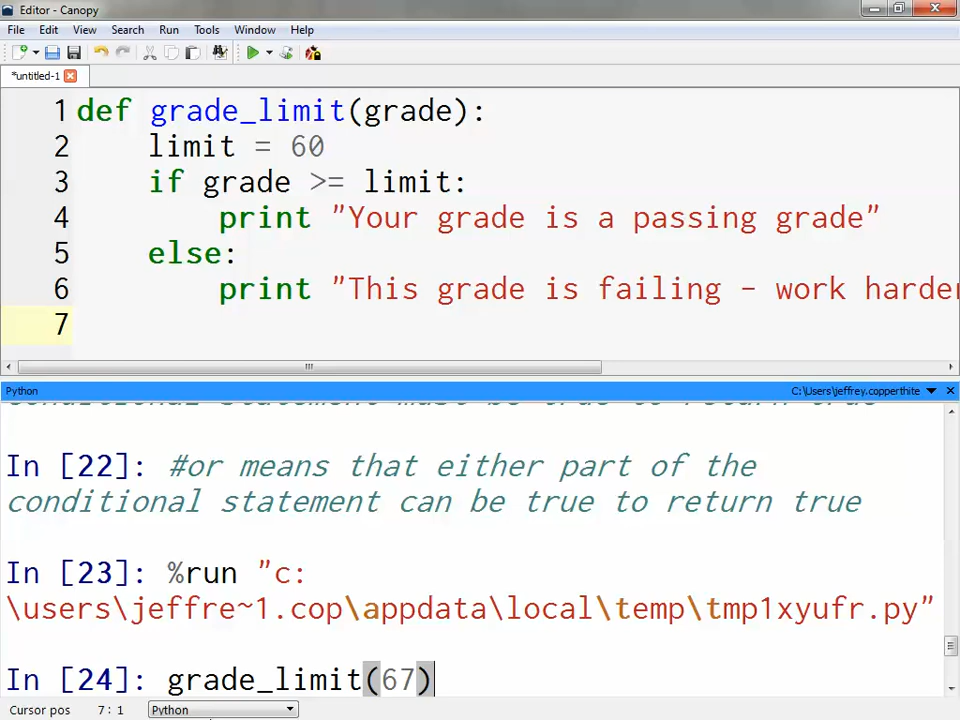 Editor - Canopy
File Edit View Search Run Tools Window Help
*untitled-1
1 def grade_limit(grade):
2     limit = 60
3     if grade >= limit:
4         print "Your grade is a passing grade"
5     else:
6         print "This grade is failing - work harder
7
Python C:\Users\jeffrey.copperthite
In [22]: #or means that either part of the
conditional statement can be true to return true
In [23]: %run "c:
\users\jeffre~1.cop\appdata\local\temp\tmp1xyufr.py"
In [24]: grade_limit(67)
Cursor pos 7: 1 Python